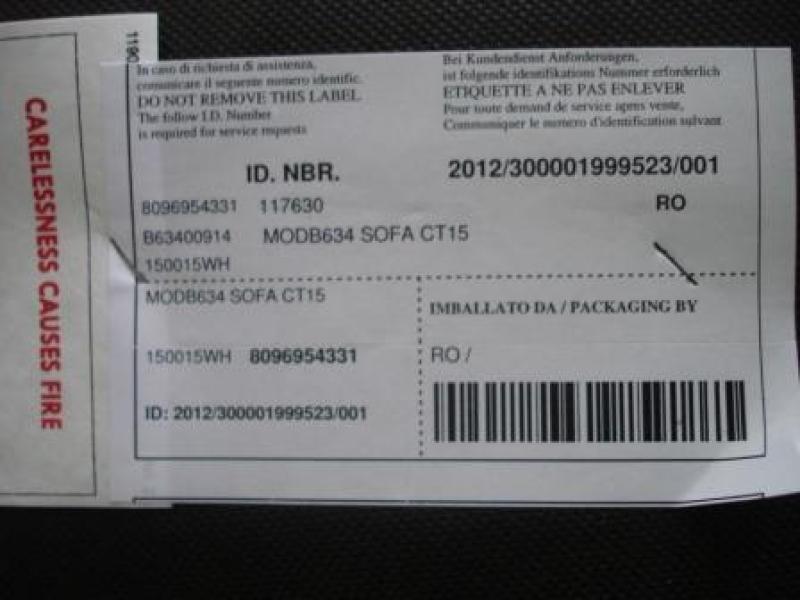 CARELESSNESS CAUSES FIRE
1190
In caso di richiesta di assistenza,
comunicare il seguente numero identific.
DO NOT REMOVE THIS LABEL
The follow I.D. Number
is required for service requests
Bei Kundendienst Anforderungen,
ist folgende identifikations Nummer erforderlich
ETIQUETTE A NE PAS ENLEVER
Pour toute demand de service apres vente,
Communiquer le numero d'identification suivant
ID. NBR. 2012/300001999523/001
8096954331 117630 RO
B63400914 MODB634 SOFA CT15
150015WH
MODB634 SOFA CT15
150015WH 8096954331
ID: 2012/300001999523/001
IMBALLATO DA / PACKAGING BY
RO /